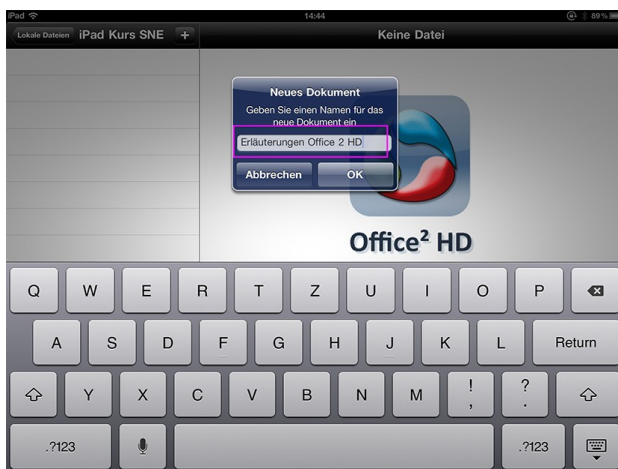 iPad 14:44 89%
Lokale Dateien iPad Kurs SNE + Keine Datei
Neues Dokument
Geben Sie einen Namen für das
neue Dokument ein
Erläuterungen Office 2 HD
Abbrechen OK
Office² HD
Q W E R T Z U I O P
A S D F G H J K L Return
Y X C V B N M ! , ? .
.?123 .?123